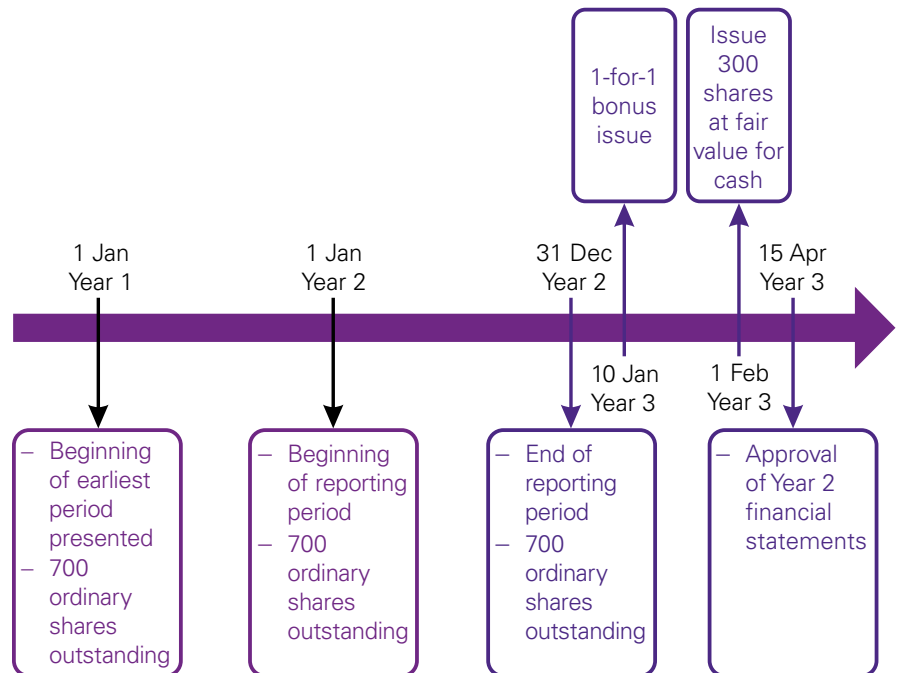 1-for-1
bonus
issue
Issue
300
shares
at fair
value for
cash
1 Jan
Year 1
1 Jan
Year 2
31 Dec
Year 2
15 Apr
Year 3
10 Jan
Year 3
1 Feb
Year 3
– Beginning
of earliest
period
presented
– 700
ordinary
shares
outstanding
– Beginning
of reporting
period
– 700
ordinary
shares
outstanding
– End of
reporting
period
– 700
ordinary
shares
outstanding
– Approval
of Year 2
financial
statements